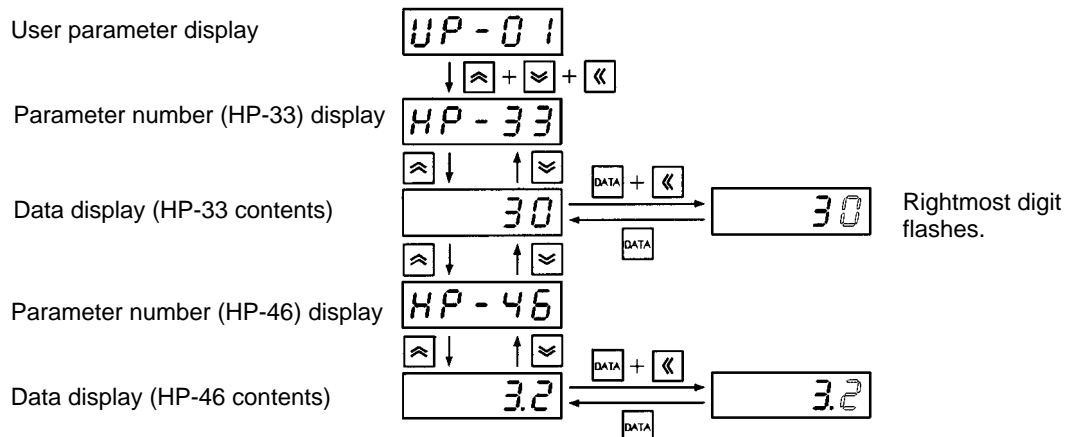 User parameter display UP-01
+ +
Parameter number (HP-33) display HP-33
DATA +
Data display (HP-33 contents) 30 30 Rightmost digit
flashes.
DATA
Parameter number (HP-46) display HP-46
DATA +
Data display (HP-46 contents) 3.2 3.2
DATA